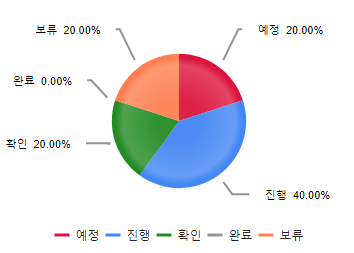 보류 20.00%
예정 20.00%
완료 0.00%
확인 20.00%
진행 40.00%
예정 진행 확인 완료 보류